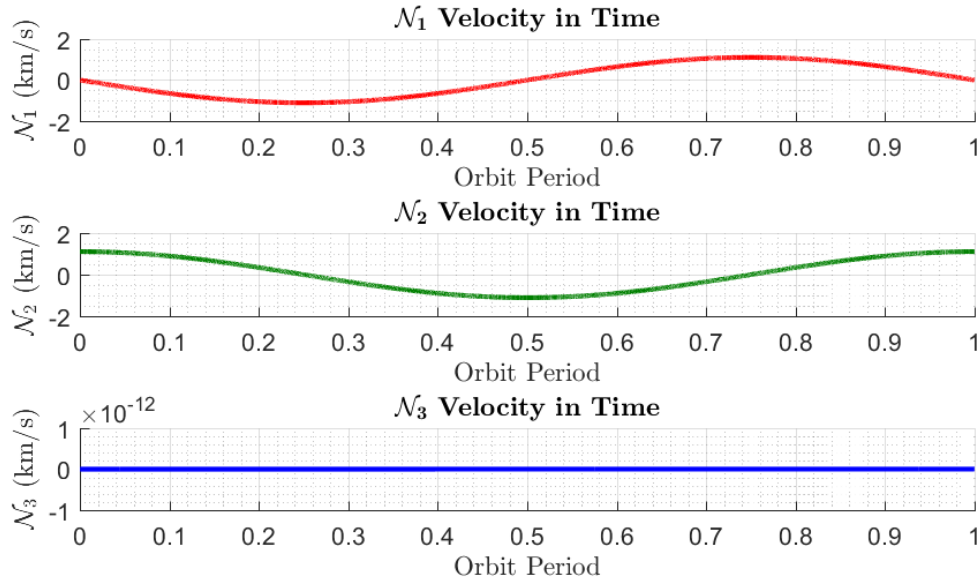 𝒩₁ Velocity in Time
𝒩₁ (km/s)
2
0
-2
0 0.1 0.2 0.3 0.4 0.5 0.6 0.7 0.8 0.9 1
Orbit Period
𝒩₂ Velocity in Time
𝒩₂ (km/s)
2
0
-2
0 0.1 0.2 0.3 0.4 0.5 0.6 0.7 0.8 0.9 1
Orbit Period
𝒩₃ Velocity in Time
×10⁻¹²
𝒩₃ (km/s)
1
0
-1
0 0.1 0.2 0.3 0.4 0.5 0.6 0.7 0.8 0.9 1
Orbit Period